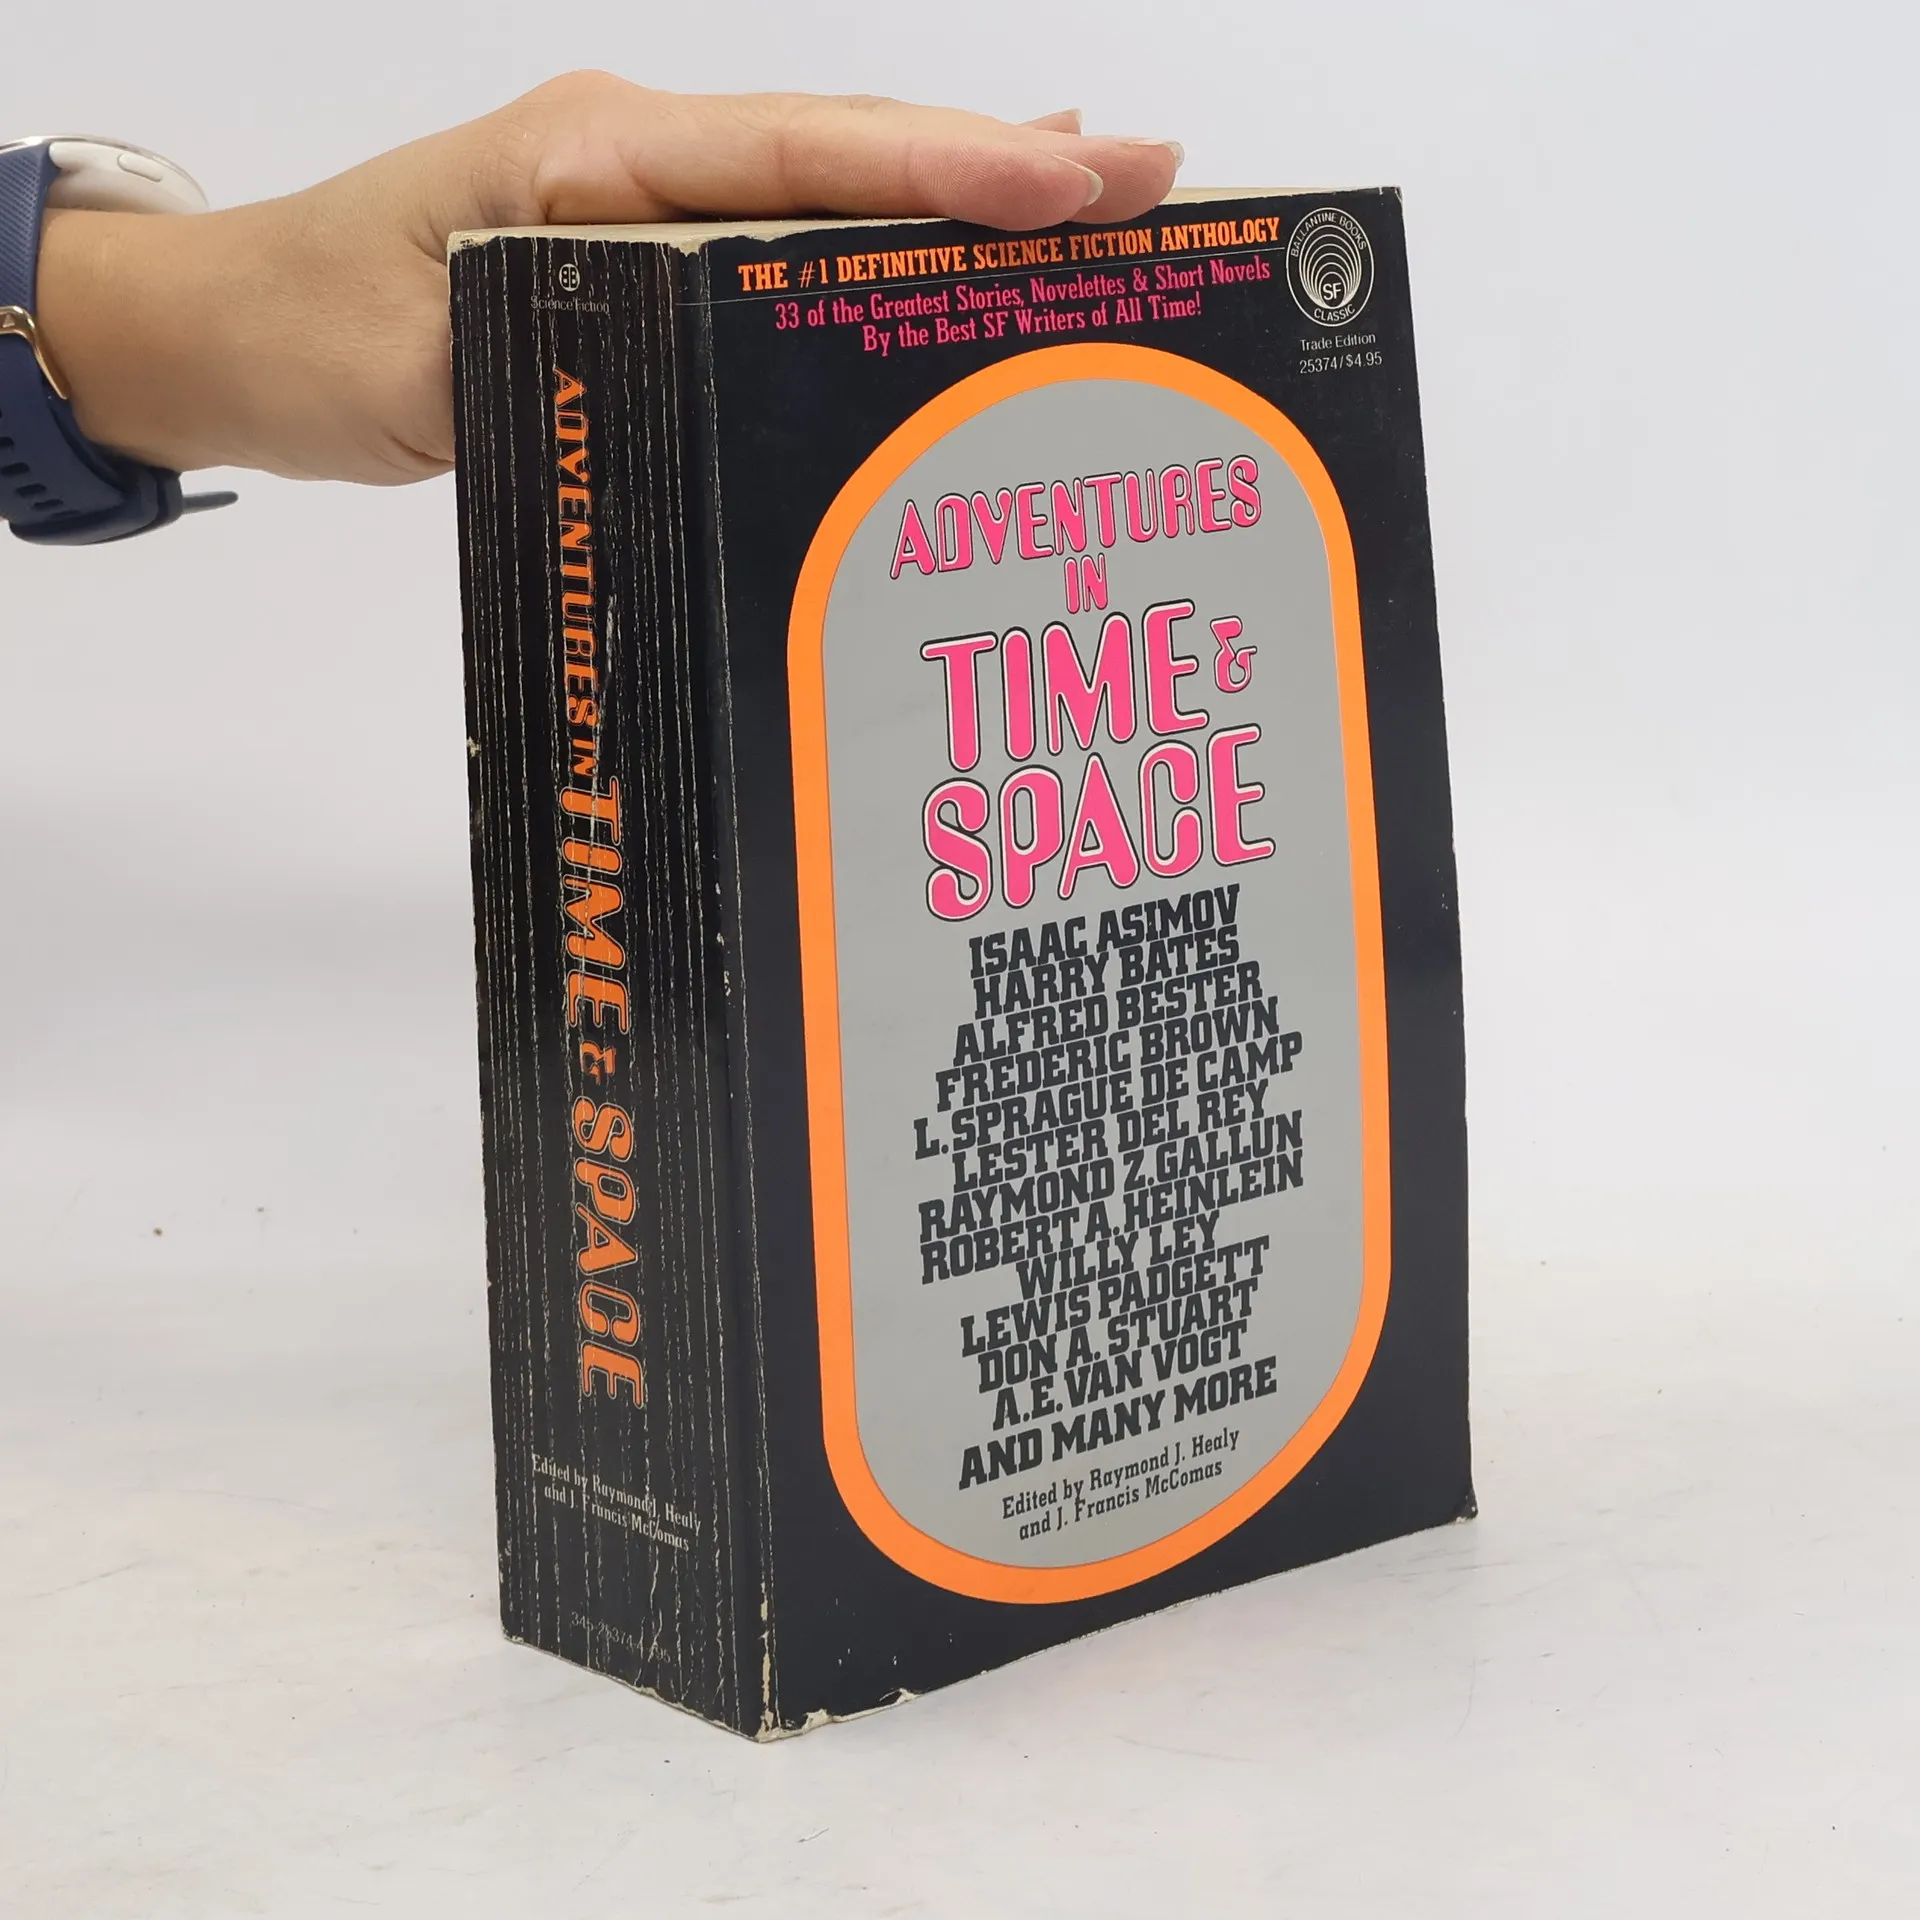 THE #1 DEFINITIVE SCIENCE FICTION ANTHOLOGY
33 of the Greatest Stories, Novelettes & Short Novels
By the Best SF Writers of All Time!
BALLANTINE BOOKS
SF
CLASSIC
Trade Edition
25374/$4.95
ADVENTURES
IN
TIME &
SPACE
ISAAC ASIMOV
HARRY BATES
ALFRED BESTER
FREDERIC BROWN
L. SPRAGUE DE CAMP
LESTER DEL REY
RAYMOND Z. GALLUN
ROBERT A. HEINLEIN
WILLY LEY
LEWIS PADGETT
DON A. STUART
A.E. VAN VOGT
AND MANY MORE
Edited by Raymond J. Healy
and J. Francis McComas
BB
Science Fiction
ADVENTURES IN TIME & SPACE
Edited by Raymond J. Healy
and J. Francis McComas